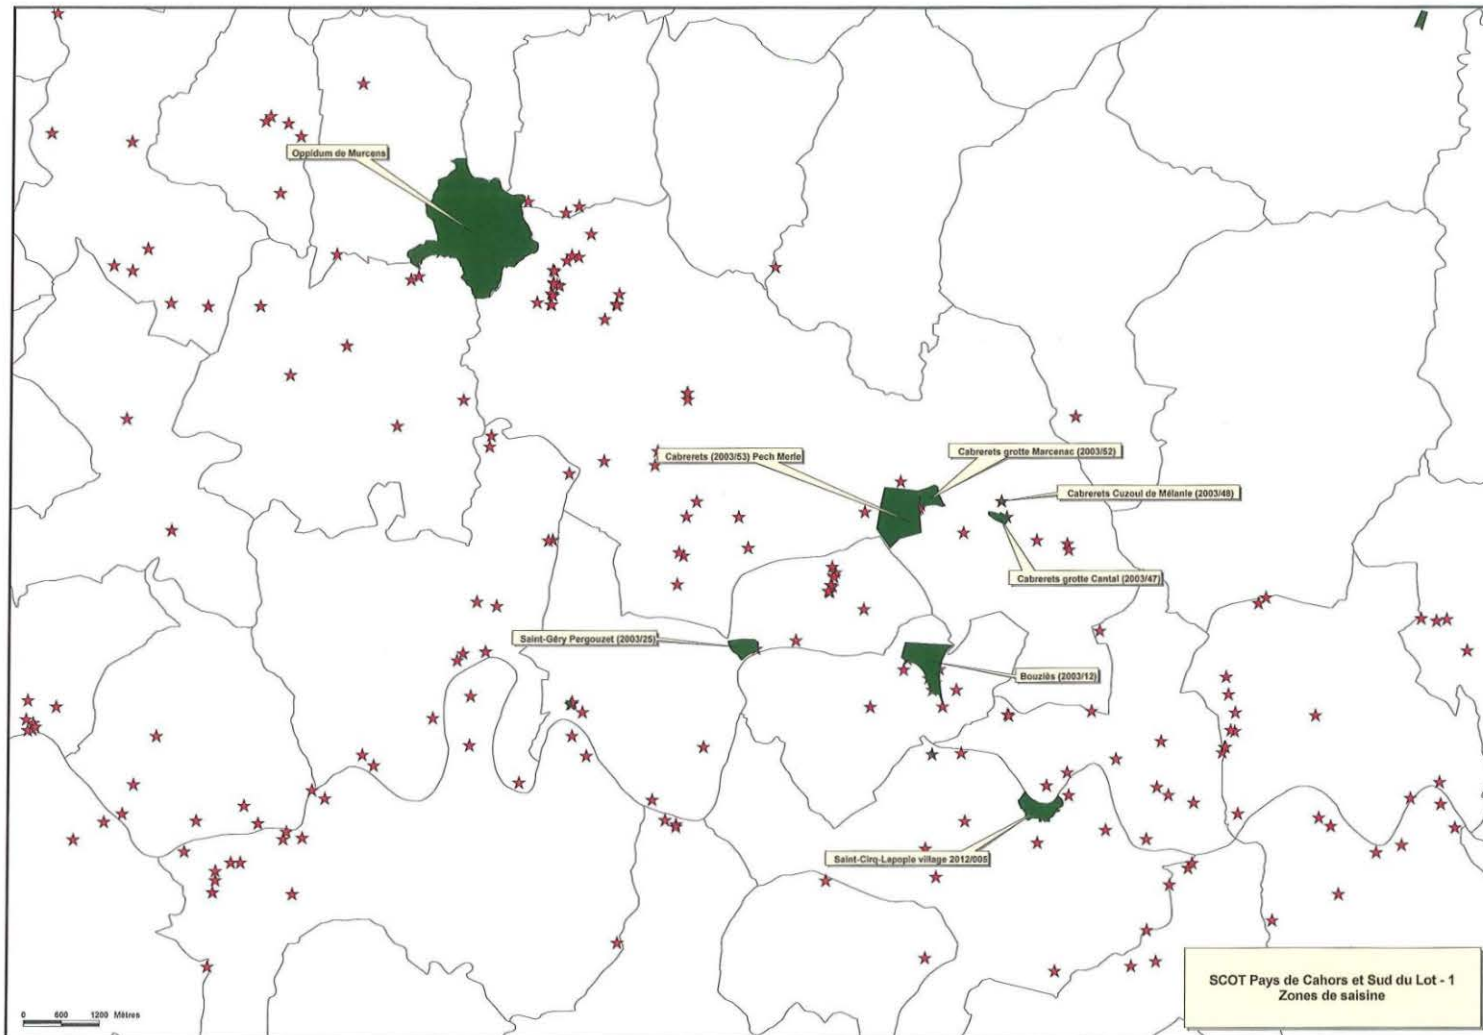 Oppidum de Murcens
Cabrerets (2003/53) Pech Merle
Cabrerets grotte Marcenac (2003/52)
Cabrerets Cuzoul de Mélanie (2003/48)
Cabrerets grotte Cantal (2003/47)
Saint-Géry Pergouzet (2003/25)
Bouziès (2003/12)
Saint-Cirq-Lapopie village 2012/005
SCOT Pays de Cahors et Sud du Lot - 1
Zones de saisine
0 600 1200 Mètres